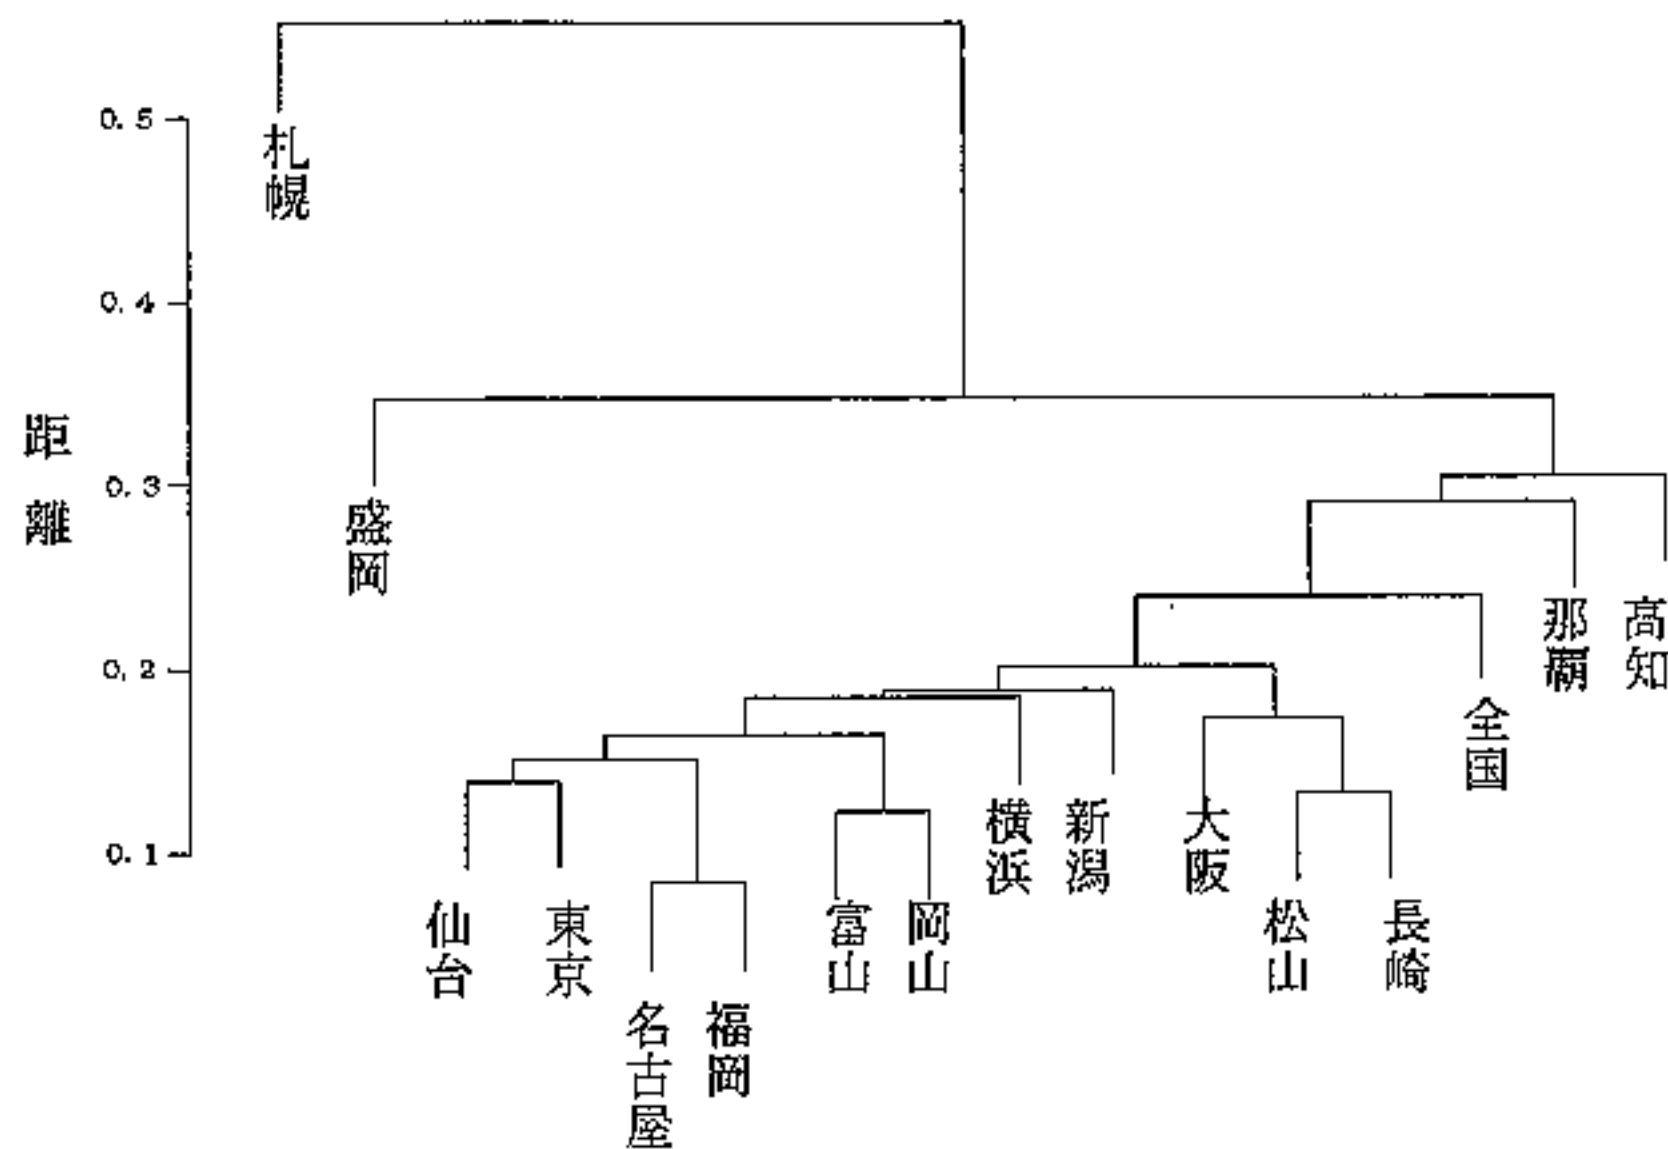 0.5
札幌
0.4
距離
0.3
盛岡
那覇
高知
0.2
全国
横浜
新潟
大阪
0.1
仙台
東京
富山
岡山
松山
長崎
名古屋
福岡